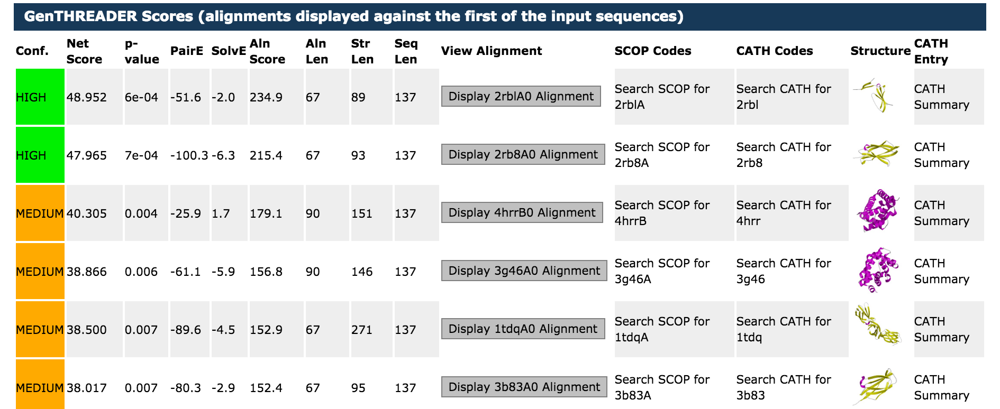 GenTHREADER Scores (alignments displayed against the first of the input sequences)
Conf. Net Score p-value PairE SolvE Aln Score Aln Len Str Len Seq Len View Alignment SCOP Codes CATH Codes Structure CATH Entry
HIGH 48.952 6e-04 -51.6 -2.0 234.9 67 89 137 Display 2rblA0 Alignment Search SCOP for 2rblA Search CATH for 2rbl CATH Summary
HIGH 47.965 7e-04 -100.3 -6.3 215.4 67 93 137 Display 2rb8A0 Alignment Search SCOP for 2rb8A Search CATH for 2rb8 CATH Summary
MEDIUM 40.305 0.004 -25.9 1.7 179.1 90 151 137 Display 4hrrB0 Alignment Search SCOP for 4hrrB Search CATH for 4hrr CATH Summary
MEDIUM 38.866 0.006 -61.1 -5.9 156.8 90 146 137 Display 3g46A0 Alignment Search SCOP for 3g46A Search CATH for 3g46 CATH Summary
MEDIUM 38.500 0.007 -89.6 -4.5 152.9 67 271 137 Display 1tdqA0 Alignment Search SCOP for 1tdqA Search CATH for 1tdq CATH Summary
MEDIUM 38.017 0.007 -80.3 -2.9 152.4 67 95 137 Display 3b83A0 Alignment Search SCOP for 3b83A Search CATH for 3b83 CATH Summary